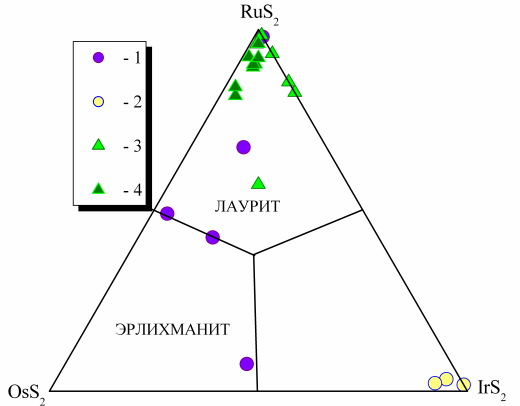 RuS₂
- 1
- 2
- 3
- 4
ЛАУРИТ
ЭРЛИХМАНИТ
OsS₂
IrS₂